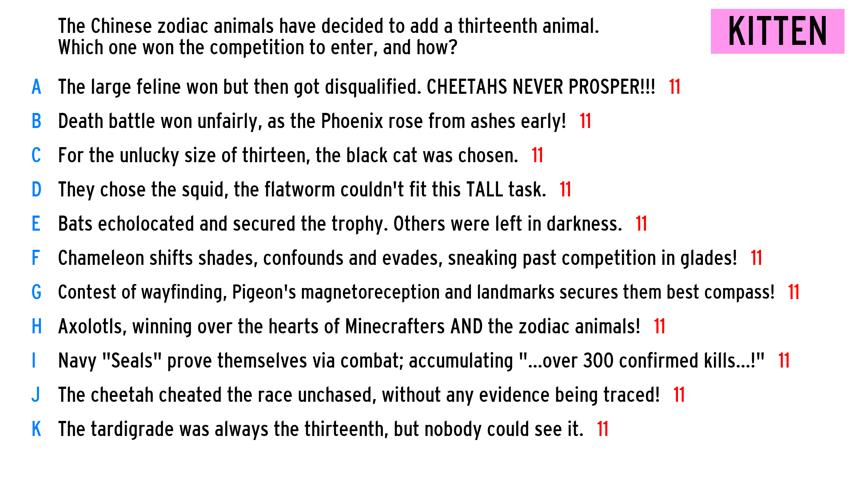 The Chinese zodiac animals have decided to add a thirteenth animal.
Which one won the competition to enter, and how?
KITTEN
A The large feline won but then got disqualified. CHEETAHS NEVER PROSPER!!! 11
B Death battle won unfairly, as the Phoenix rose from ashes early! 11
C For the unlucky size of thirteen, the black cat was chosen. 11
D They chose the squid, the flatworm couldn't fit this TALL task. 11
E Bats echolocated and secured the trophy. Others were left in darkness. 11
F Chameleon shifts shades, confounds and evades, sneaking past competition in glades! 11
G Contest of wayfinding, Pigeon's magnetoreception and landmarks secures them best compass! 11
H Axolotls, winning over the hearts of Minecrafters AND the zodiac animals! 11
I Navy "Seals" prove themselves via combat; accumulating "...over 300 confirmed kills...!" 11
J The cheetah cheated the race unchased, without any evidence being traced! 11
K The tardigrade was always the thirteenth, but nobody could see it. 11